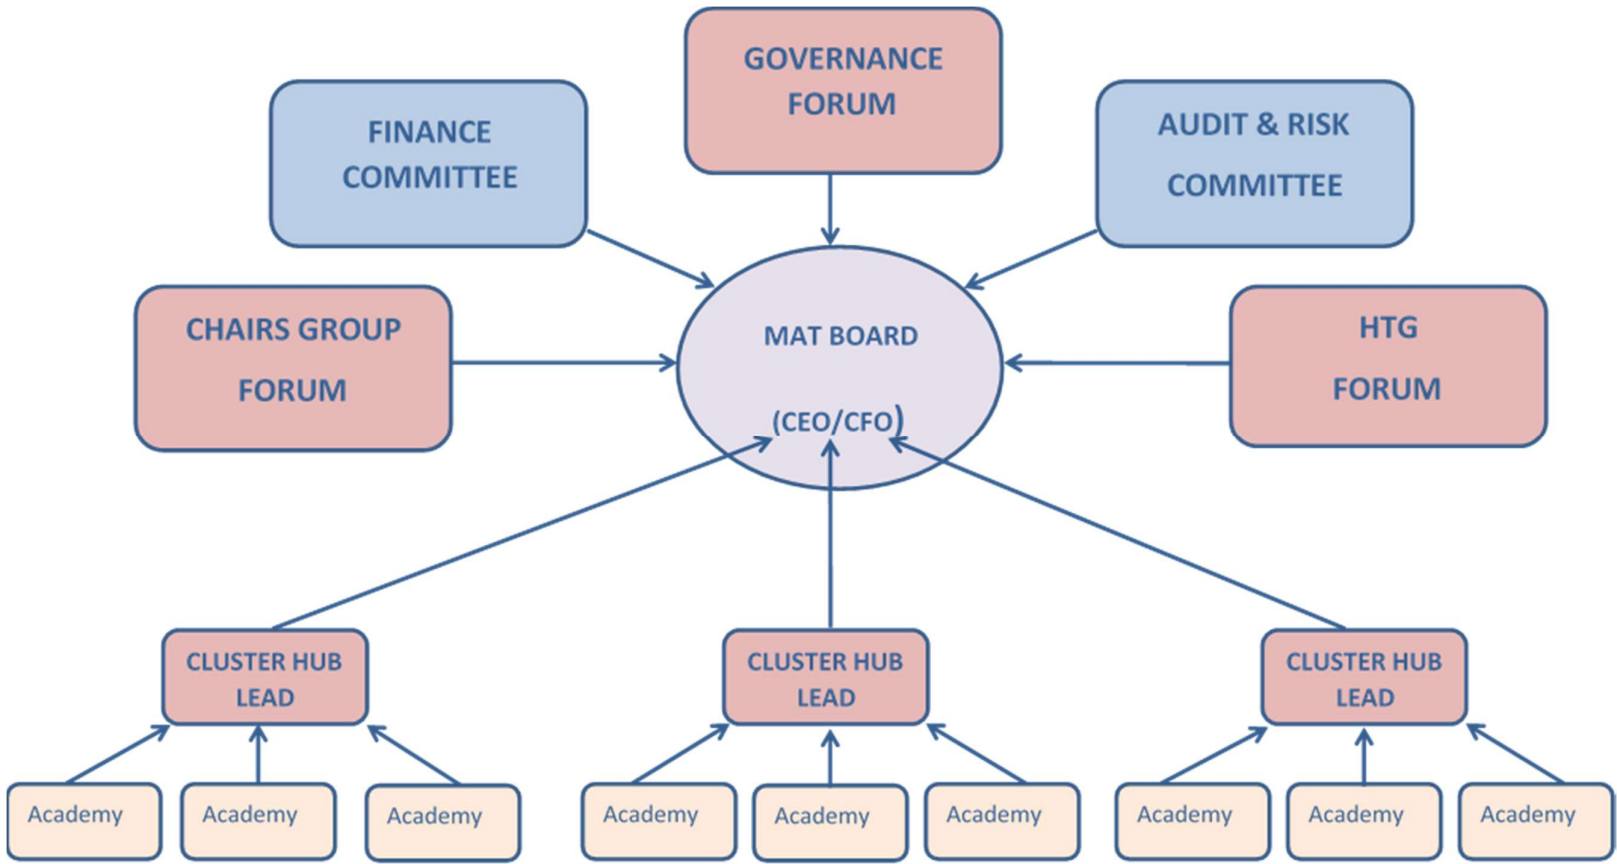 GOVERNANCE
FORUM
FINANCE
COMMITTEE
AUDIT & RISK
COMMITTEE
CHAIRS GROUP
FORUM
MAT BOARD
(CEO/CFO)
HTG
FORUM
CLUSTER HUB
LEAD
CLUSTER HUB
LEAD
CLUSTER HUB
LEAD
Academy
Academy
Academy
Academy
Academy
Academy
Academy
Academy
Academy